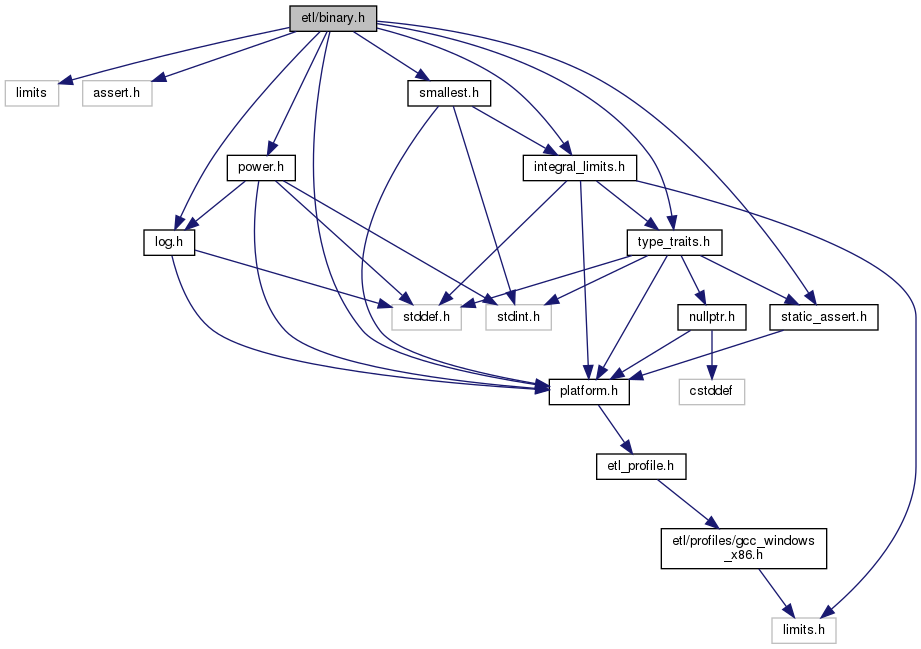 etl/binary.h
limits
assert.h
smallest.h
power.h
integral_limits.h
log.h
type_traits.h
stddef.h
stdint.h
nullptr.h
static_assert.h
platform.h
cstddef
etl_profile.h
etl/profiles/gcc_windows
_x86.h
limits.h